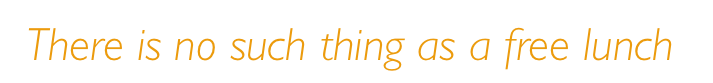 There is no such thing as a free lunch